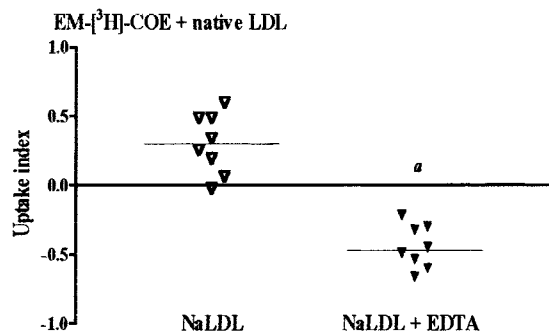 EM-[³H]-COE + native LDL
1.0
0.5
0.0
-0.5
-1.0
Uptake index
a
NaLDL
NaLDL + EDTA